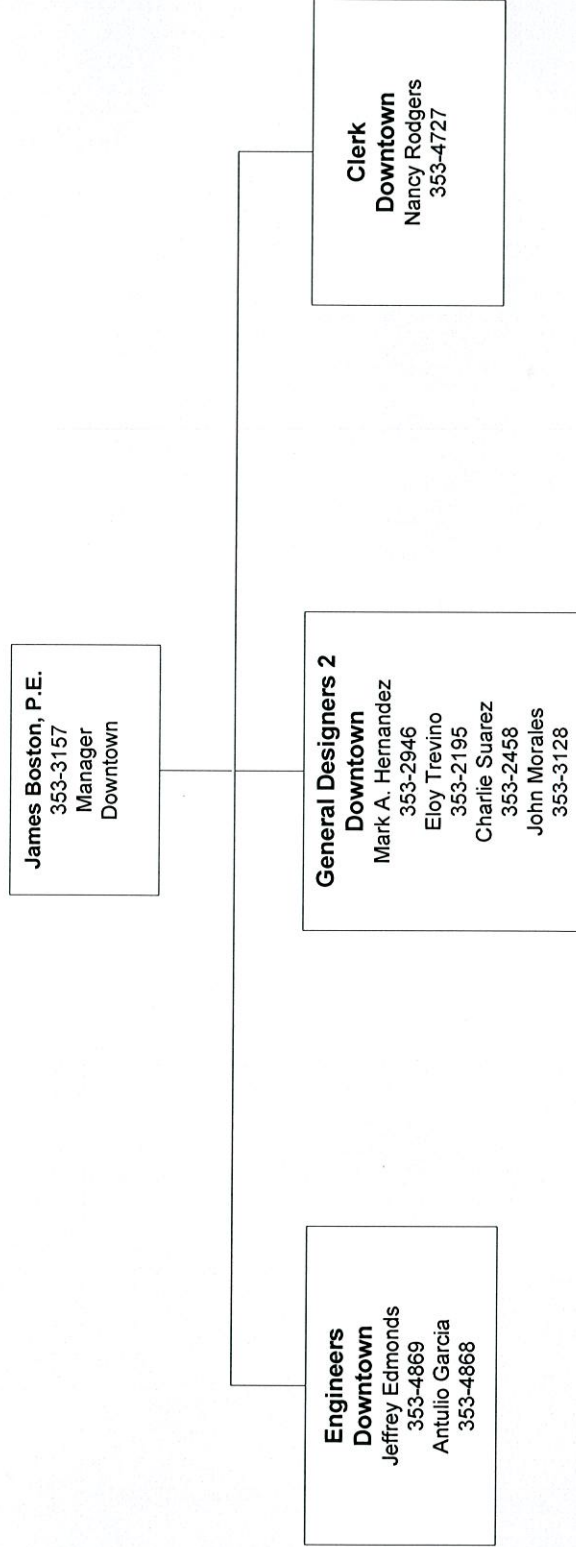 James Boston, P.E.
353-3157
Manager
Downtown
Engineers
Downtown
Jeffrey Edmonds
353-4869
Antulio Garcia
353-4868
General Designers 2
Downtown
Mark A. Hernandez
353-2946
Eloy Trevino
353-2195
Charlie Suarez
353-2458
John Morales
353-3128
Clerk
Downtown
Nancy Rodgers
353-4727